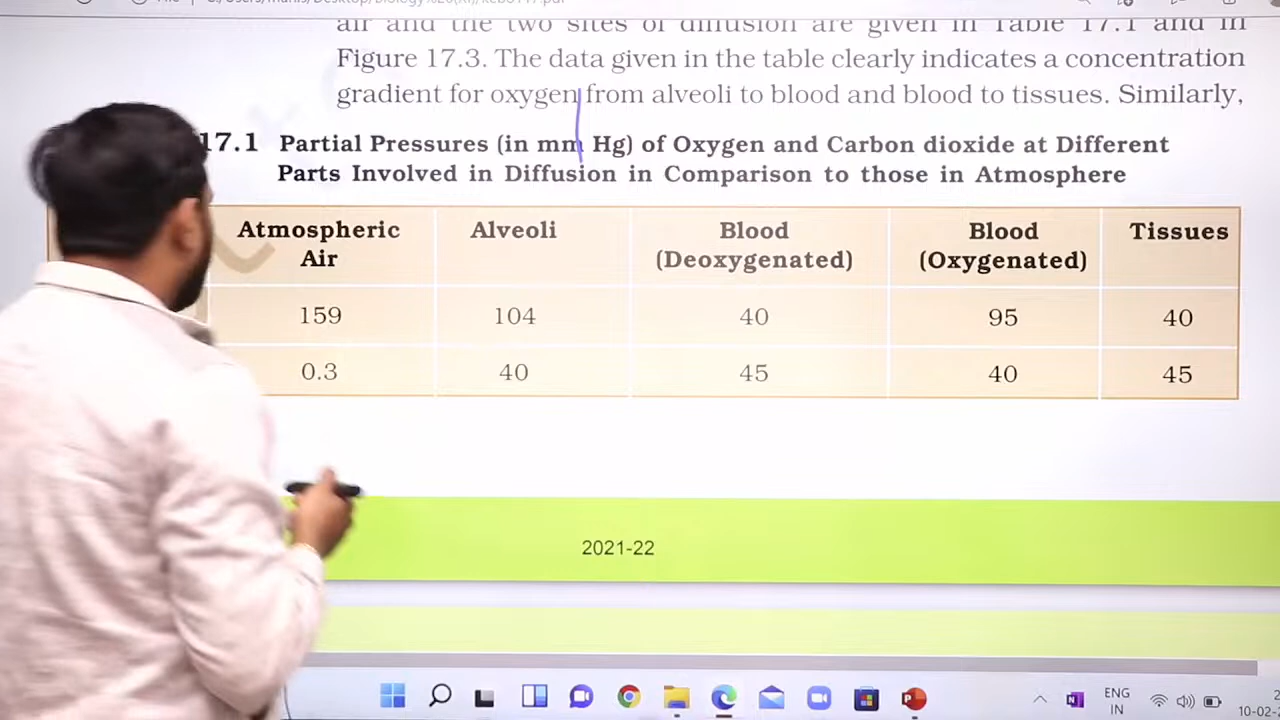 air and the two sites of diffusion are given in Table 17.1 and in
Figure 17.3. The data given in the table clearly indicates a concentration
gradient for oxygen from alveoli to blood and blood to tissues. Similarly,
17.1 Partial Pressures (in mm Hg) of Oxygen and Carbon dioxide at Different
Parts Involved in Diffusion in Comparison to those in Atmosphere
Atmospheric Air Alveoli Blood (Deoxygenated) Blood (Oxygenated) Tissues
159 104 40 95 40
0.3 40 45 40 45
2021-22
ENG
IN